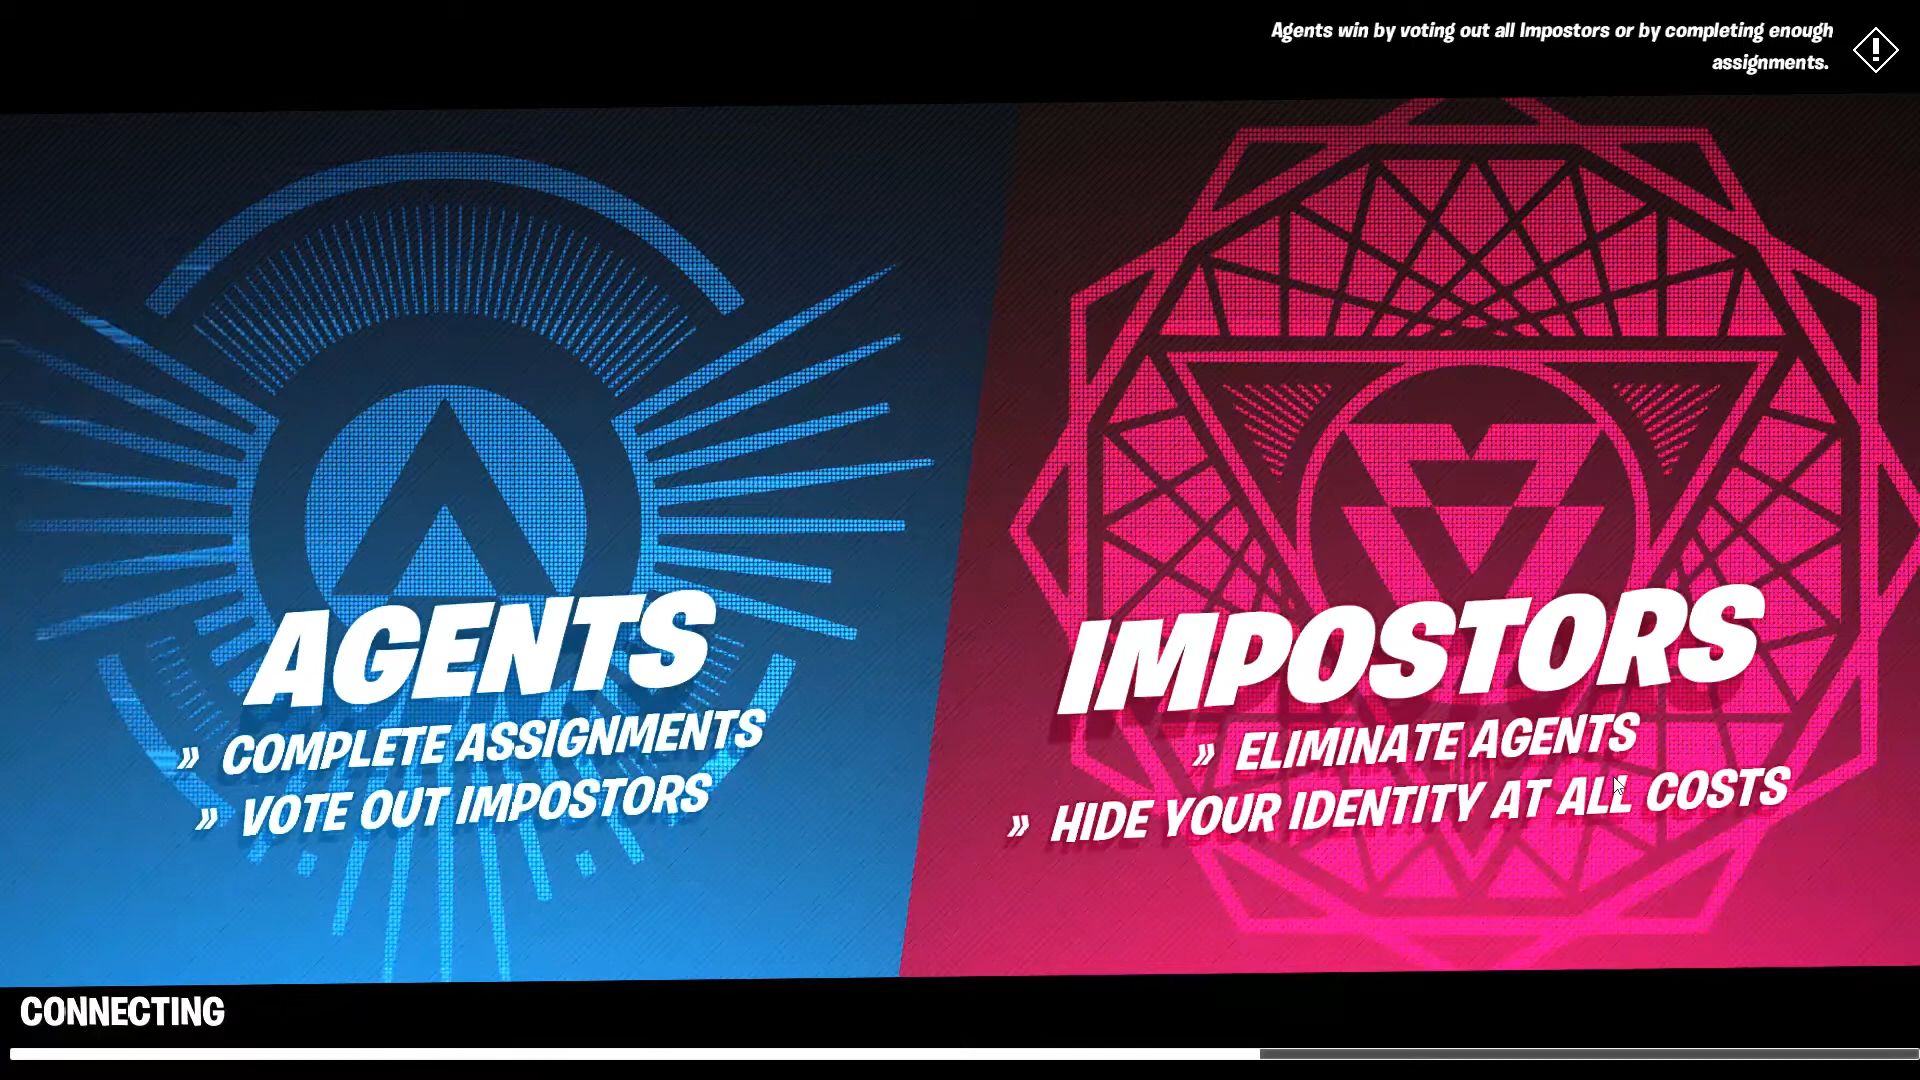 Agents win by voting out all Impostors or by completing enough
assignments.
AGENTS
» COMPLETE ASSIGNMENTS
» VOTE OUT IMPOSTORS
IMPOSTORS
» ELIMINATE AGENTS
» HIDE YOUR IDENTITY AT ALL COSTS
CONNECTING